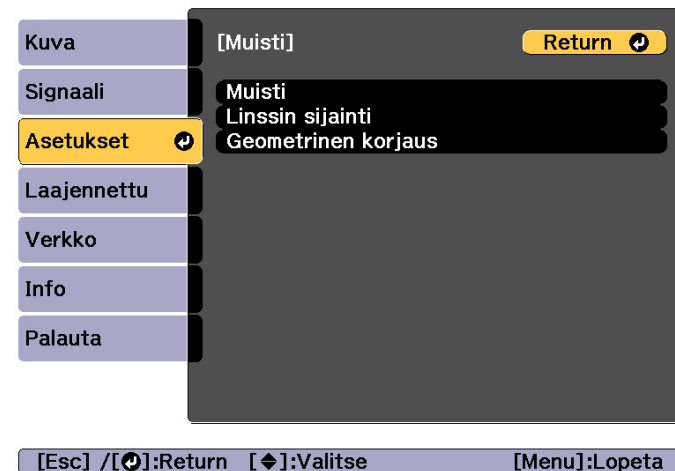 Kuva
Signaali
Asetukset
Laajennettu
Verkko
Info
Palauta
[Muisti]
Return
Muisti
Linssin sijainti
Geometrinen korjaus
[Esc] /[]:Return [◆]:Valitse [Menu]:Lopeta